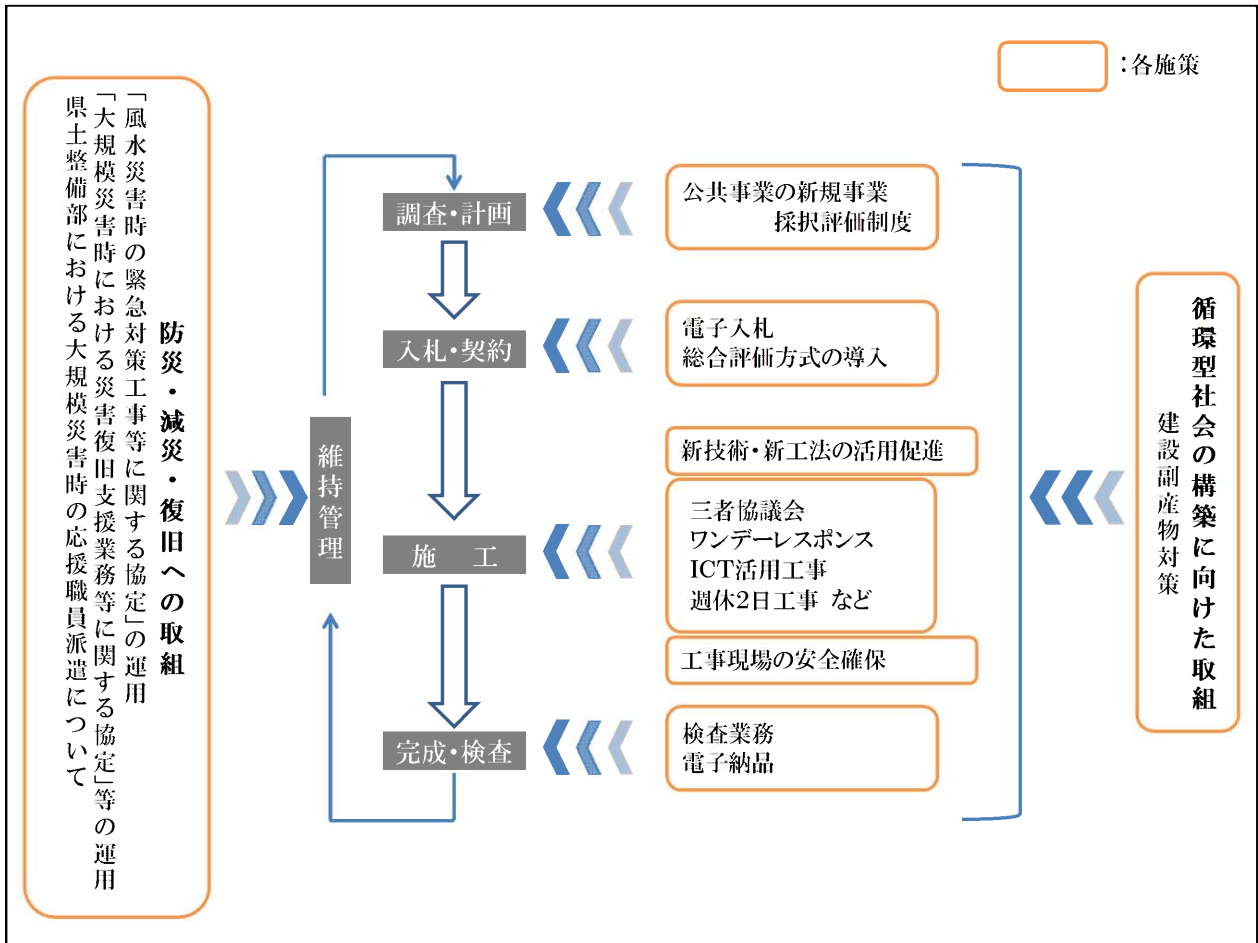 ：各施策
防災・減災・復旧への取組
「風水災害時の緊急対策工事等に関する協定」の運用
「大規模災害時における災害復旧支援業務等に関する協定」等の運用
県土整備部における大規模災害時の応援職員派遣について
維持管理
調査・計画
公共事業の新規事業
採択評価制度
入札・契約
電子入札
総合評価方式の導入
施　工
新技術・新工法の活用促進
三者協議会
ワンデーレスポンス
ICT活用工事
週休2日工事 など
工事現場の安全確保
完成・検査
検査業務
電子納品
循環型社会の構築に向けた取組
建設副産物対策